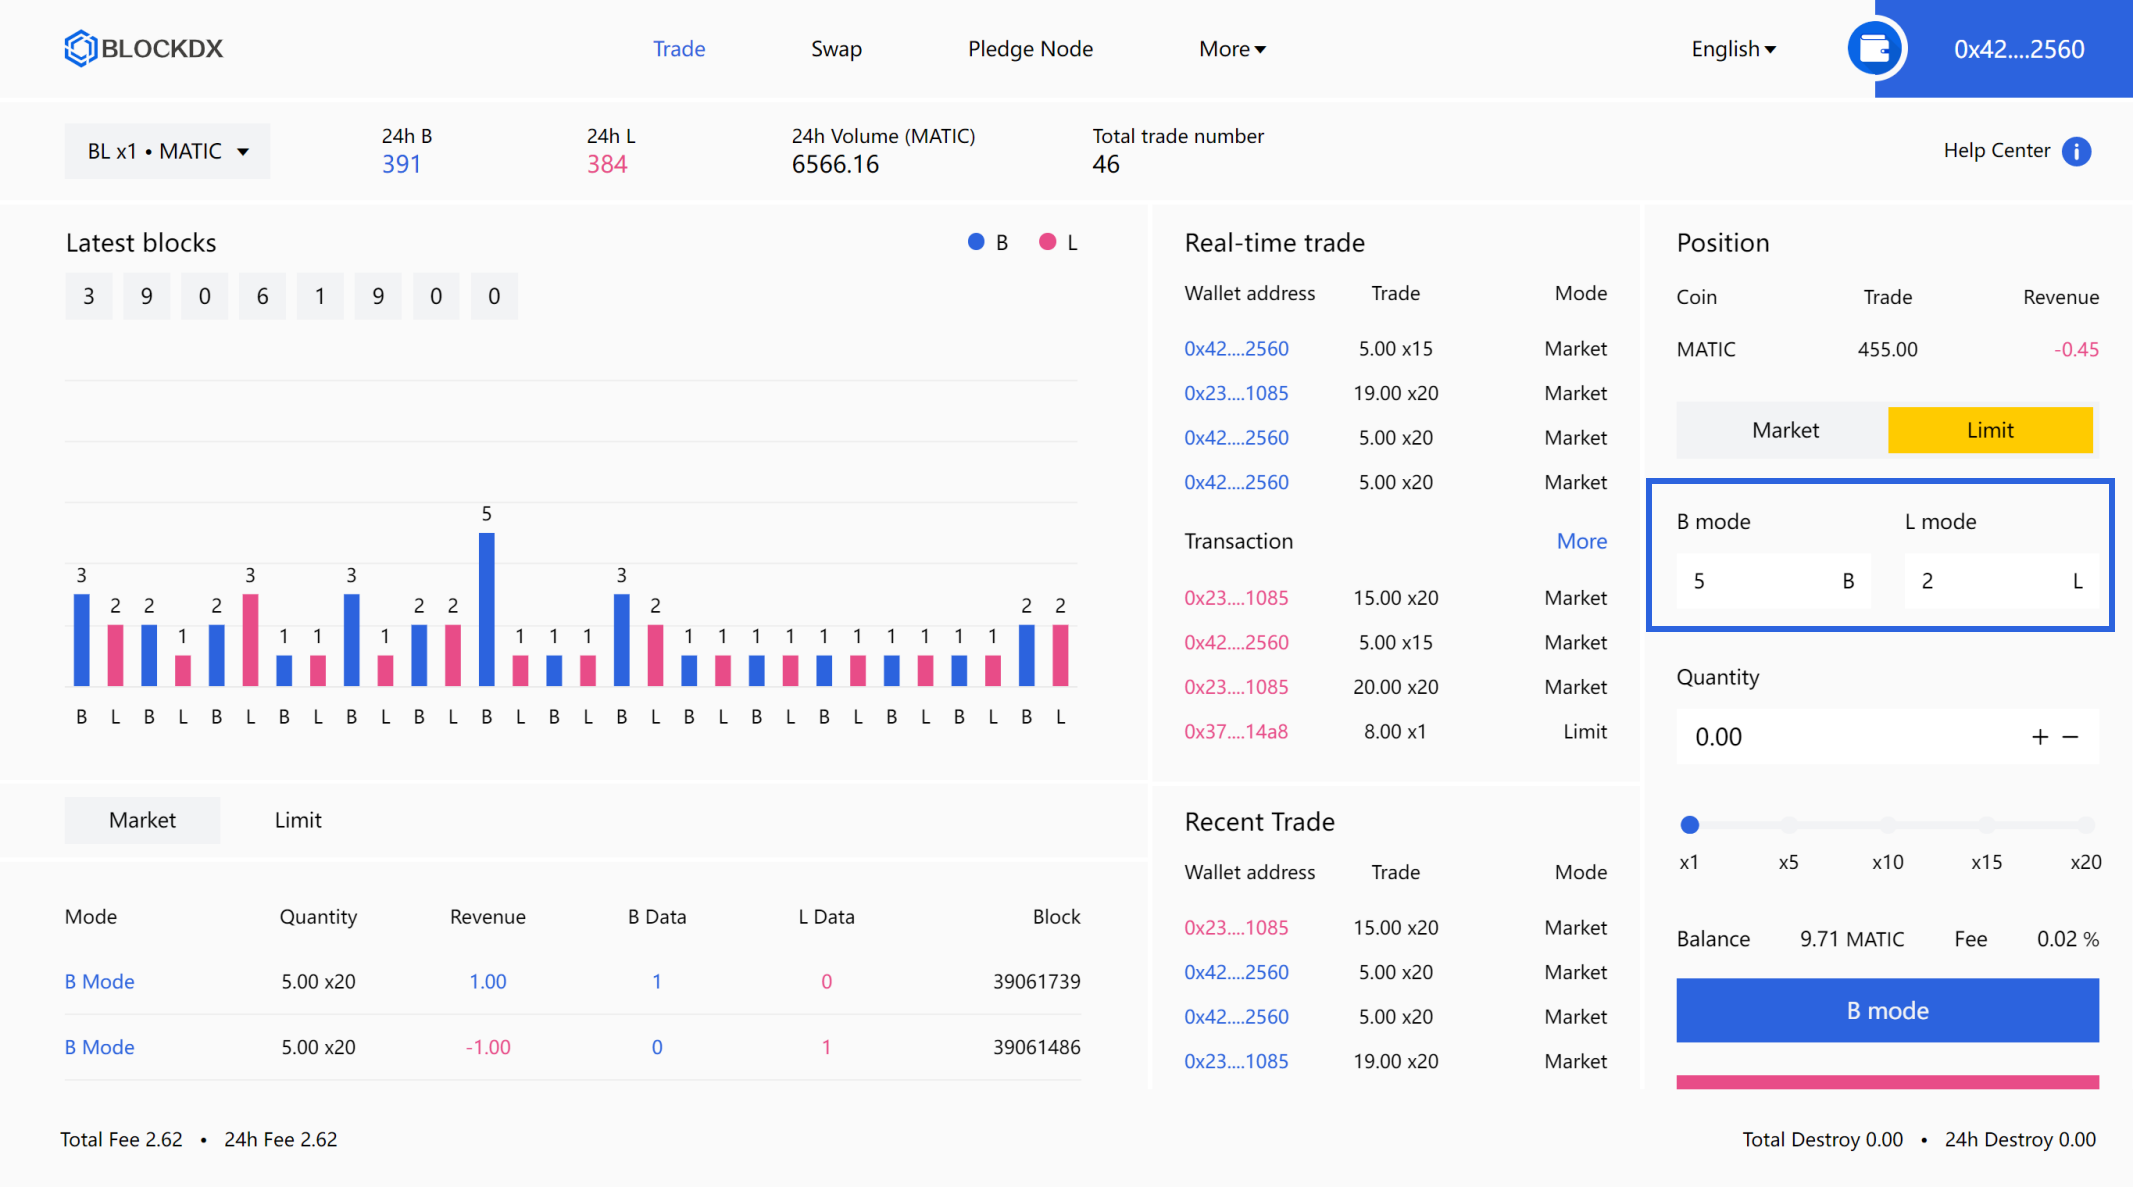 BLOCKDX Trade Swap Pledge Node More English 0x42....2560
BL x1 • MATIC
24h B
391
24h L
384
24h Volume (MATIC)
6566.16
Total trade number
46
Help Center i
Latest blocks
B L
3 9 0 6 1 9 0 0
3 2 2 1 2 3 1 1 3 1 2 2 5 1 1 1 3 2 1 1 1 1 1 1 1 1 1 1 2 2
B L B L B L B L B L B L B L B L B L B L B L B L B L B L B L
Real-time trade
Wallet address Trade Mode
0x42....2560 5.00 x15 Market
0x23....1085 19.00 x20 Market
0x42....2560 5.00 x20 Market
0x42....2560 5.00 x20 Market
Transaction More
0x23....1085 15.00 x20 Market
0x42....2560 5.00 x15 Market
0x23....1085 20.00 x20 Market
0x37....14a8 8.00 x1 Limit
Position
Coin Trade Revenue
MATIC 455.00 -0.45
Market Limit
B mode L mode
5 B 2 L
Quantity
0.00 + −
x1 x5 x10 x15 x20
Balance 9.71 MATIC Fee 0.02 %
B mode
Market Limit
Mode Quantity Revenue B Data L Data Block
B Mode 5.00 x20 1.00 1 0 39061739
B Mode 5.00 x20 -1.00 0 1 39061486
Recent Trade
Wallet address Trade Mode
0x23....1085 15.00 x20 Market
0x42....2560 5.00 x20 Market
0x42....2560 5.00 x20 Market
0x23....1085 19.00 x20 Market
Total Fee 2.62 • 24h Fee 2.62
Total Destroy 0.00 • 24h Destroy 0.00